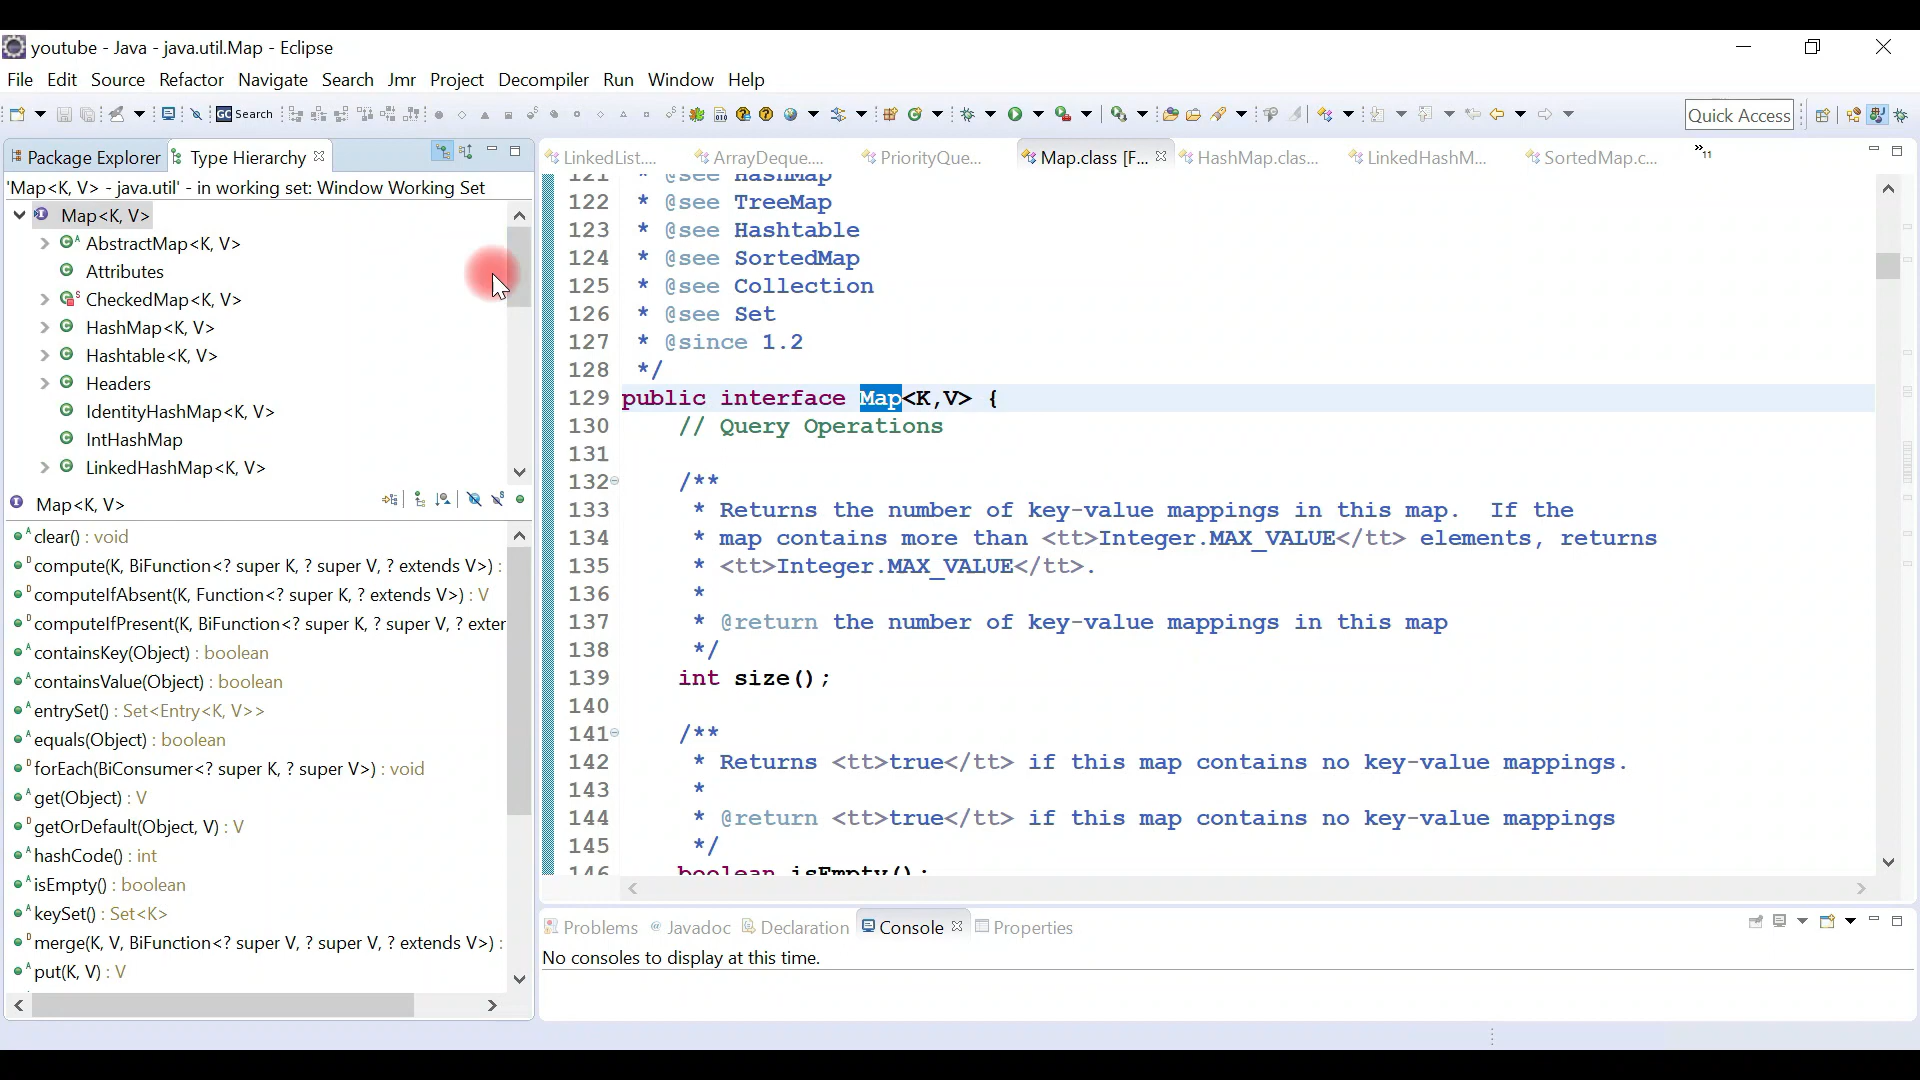 youtube - Java - java.util.Map - Eclipse
File Edit Source Refactor Navigate Search Jmr Project Decompiler Run Window Help
GC Search
Quick Access
Package Explorer Type Hierarchy
'Map<K, V> - java.util' - in working set: Window Working Set
Map<K, V>
AbstractMap<K, V>
Attributes
CheckedMap<K, V>
HashMap<K, V>
Hashtable<K, V>
Headers
IdentityHashMap<K, V>
IntHashMap
LinkedHashMap<K, V>
Map<K, V>
clear() : void
compute(K, BiFunction<? super K, ? super V, ? extends V>) :
computeIfAbsent(K, Function<? super K, ? extends V>) : V
computeIfPresent(K, BiFunction<? super K, ? super V, ? exter
containsKey(Object) : boolean
containsValue(Object) : boolean
entrySet() : Set<Entry<K, V>>
equals(Object) : boolean
forEach(BiConsumer<? super K, ? super V>) : void
get(Object) : V
getOrDefault(Object, V) : V
hashCode() : int
isEmpty() : boolean
keySet() : Set<K>
merge(K, V, BiFunction<? super V, ? super V, ? extends V>) :
put(K, V) : V
LinkedList.... ArrayDeque.... PriorityQue... Map.class [F... HashMap.clas... LinkedHashM... SortedMap.c... »11
121 * @see HashMap
122 * @see TreeMap
123 * @see Hashtable
124 * @see SortedMap
125 * @see Collection
126 * @see Set
127 * @since 1.2
128 */
129 public interface Map<K,V> {
130 // Query Operations
131
132 /**
133 * Returns the number of key-value mappings in this map.  If the
134 * map contains more than <tt>Integer.MAX_VALUE</tt> elements, returns
135 * <tt>Integer.MAX_VALUE</tt>.
136 *
137 * @return the number of key-value mappings in this map
138 */
139 int size();
140
141 /**
142 * Returns <tt>true</tt> if this map contains no key-value mappings.
143 *
144 * @return <tt>true</tt> if this map contains no key-value mappings
145 */
146 boolean isEmpty();
Problems Javadoc Declaration Console Properties
No consoles to display at this time.